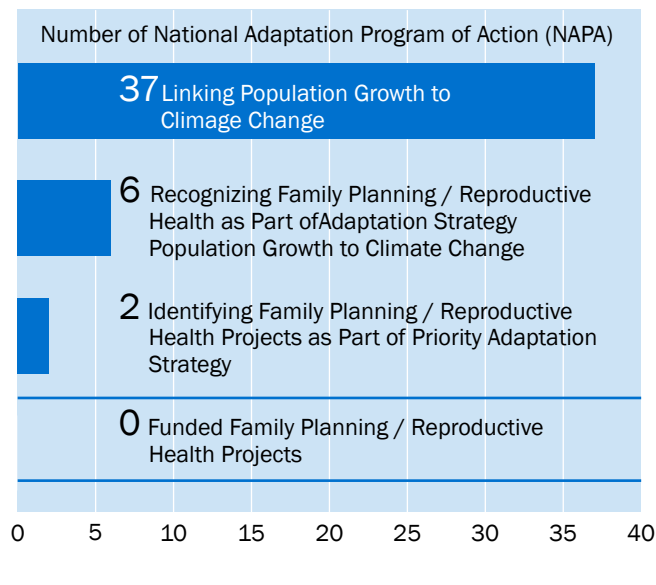 Number of National Adaptation Program of Action (NAPA)
37 Linking Population Growth to
Climage Change
6 Recognizing Family Planning / Reproductive
Health as Part ofAdaptation Strategy
Population Growth to Climate Change
2 Identifying Family Planning / Reproductive
Health Projects as Part of Priority Adaptation
Strategy
0 Funded Family Planning / Reproductive
Health Projects
0 5 10 15 20 25 30 35 40